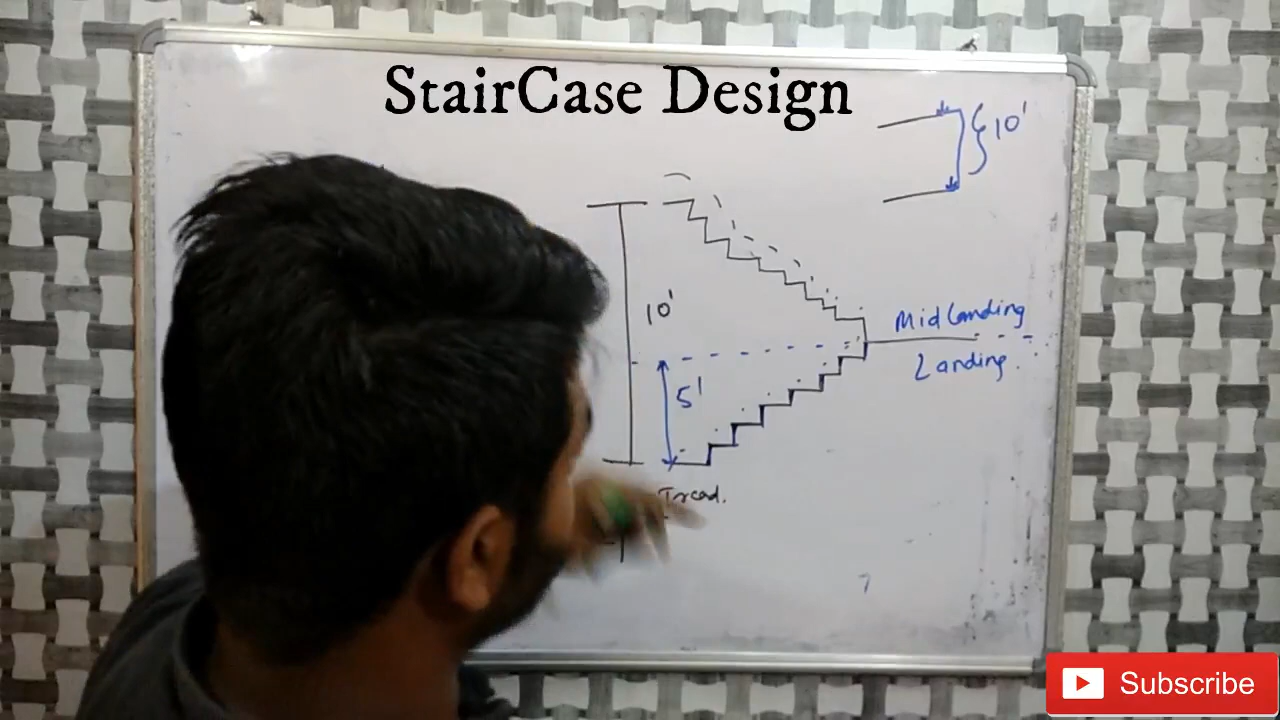 StairCase Design
10'
10'
Mid landing
Landing.
5'
Tread.
Subscribe